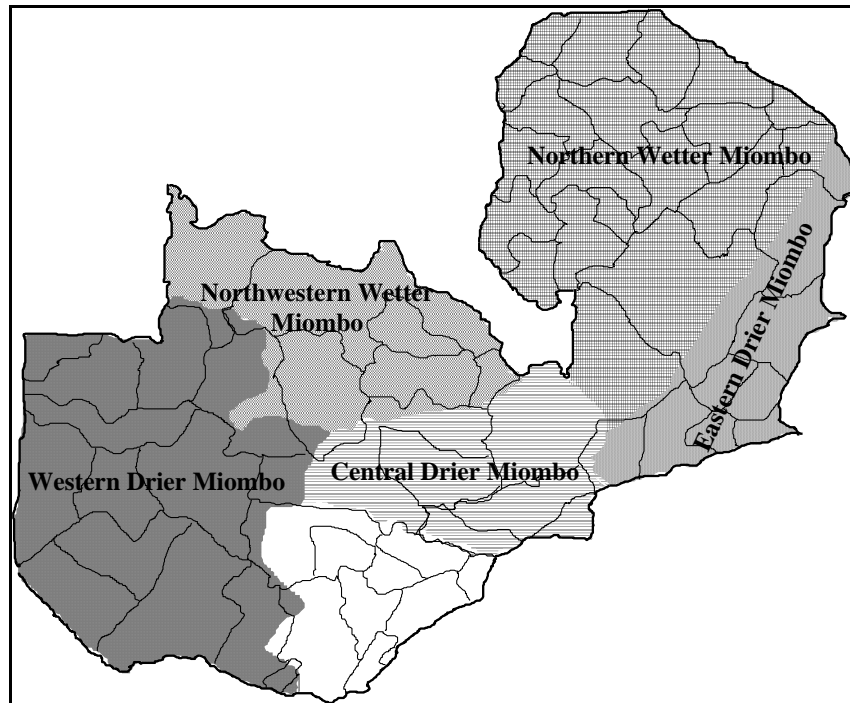 Northern Wetter Miombo
Northwestern Wetter
Miombo
Eastern Drier Miombo
Western Drier Miombo
Central Drier Miombo